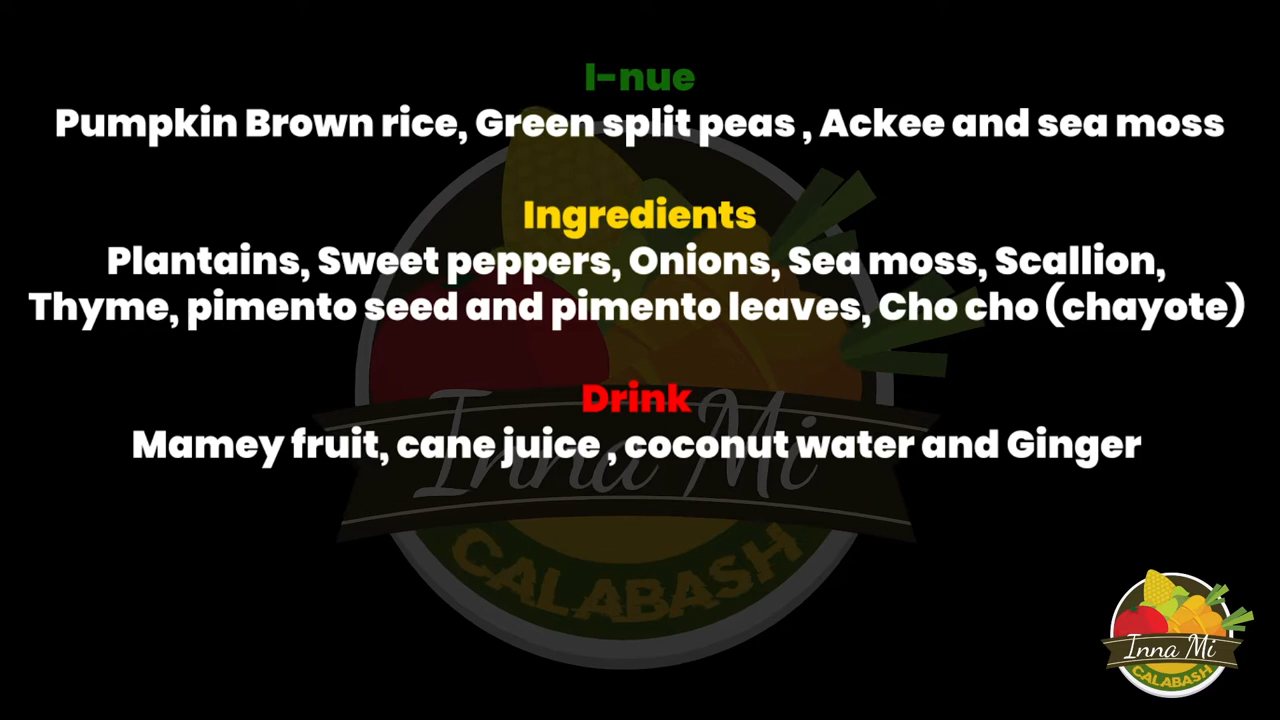 I-nue
Pumpkin Brown rice, Green split peas , Ackee and sea moss
Ingredients
Plantains, Sweet peppers, Onions, Sea moss, Scallion,
Thyme, pimento seed and pimento leaves, Cho cho (chayote)
Drink
Mamey fruit, cane juice , coconut water and Ginger
Inna Mi
CALABASH
Inna Mi
CALABASH